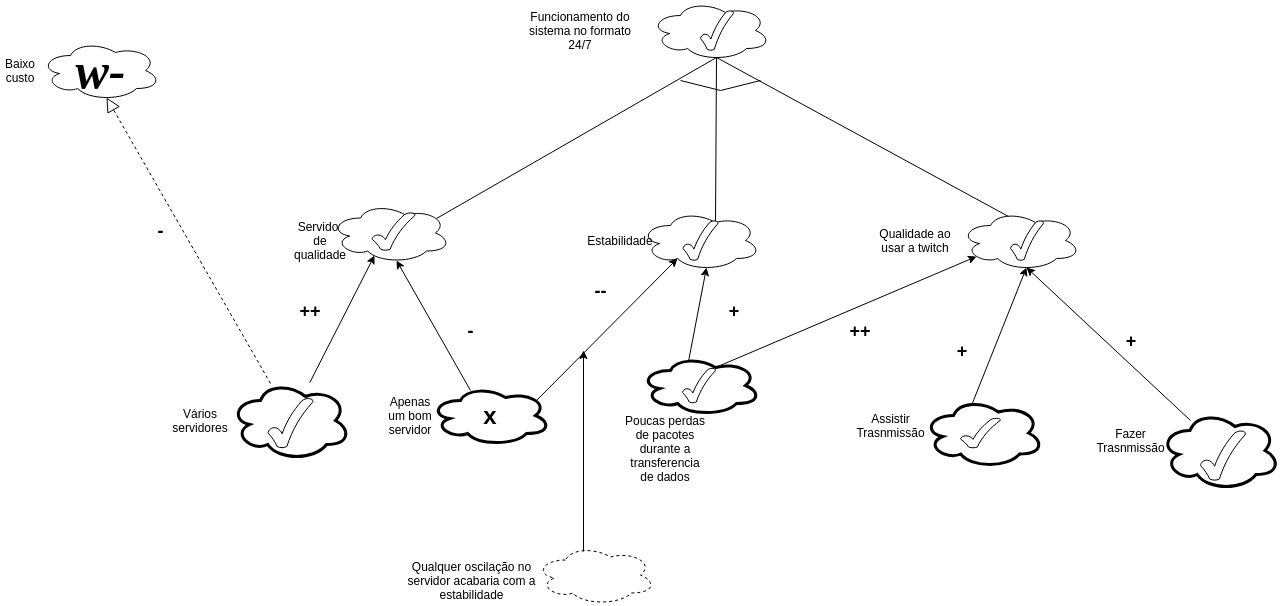 Funcionamento do
sistema no formato
24/7
Baixo
custo
w-
Servido
de
qualidade
Estabilidade
Qualidade ao
usar a twitch
-
++
-
--
+
++
+
+
Vários
servidores
Apenas
um bom
servidor
x
Poucas perdas
de pacotes
durante a
transferencia
de dados
Assistir
Trasnmissão
Fazer
Trasnmissão
Qualquer oscilação no
servidor acabaria com a
estabilidade